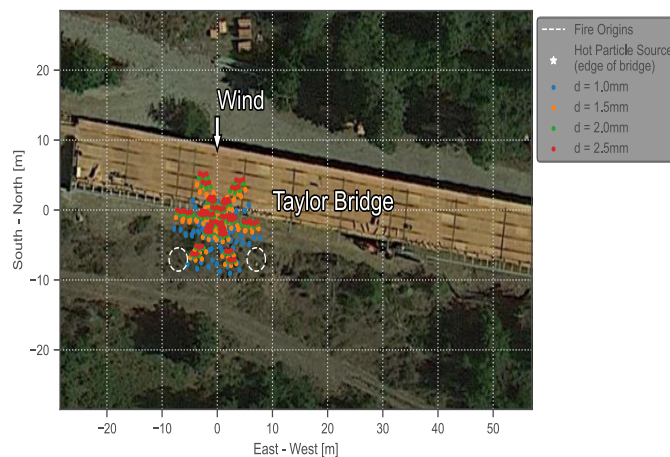 Fire Origins
Hot Particle Source
(edge of bridge)
d = 1.0mm
d = 1.5mm
d = 2.0mm
d = 2.5mm
Wind
Taylor Bridge
20
10
0
−10
−20
South - North [m]
−20
−10
0
10
20
30
40
50
East - West [m]